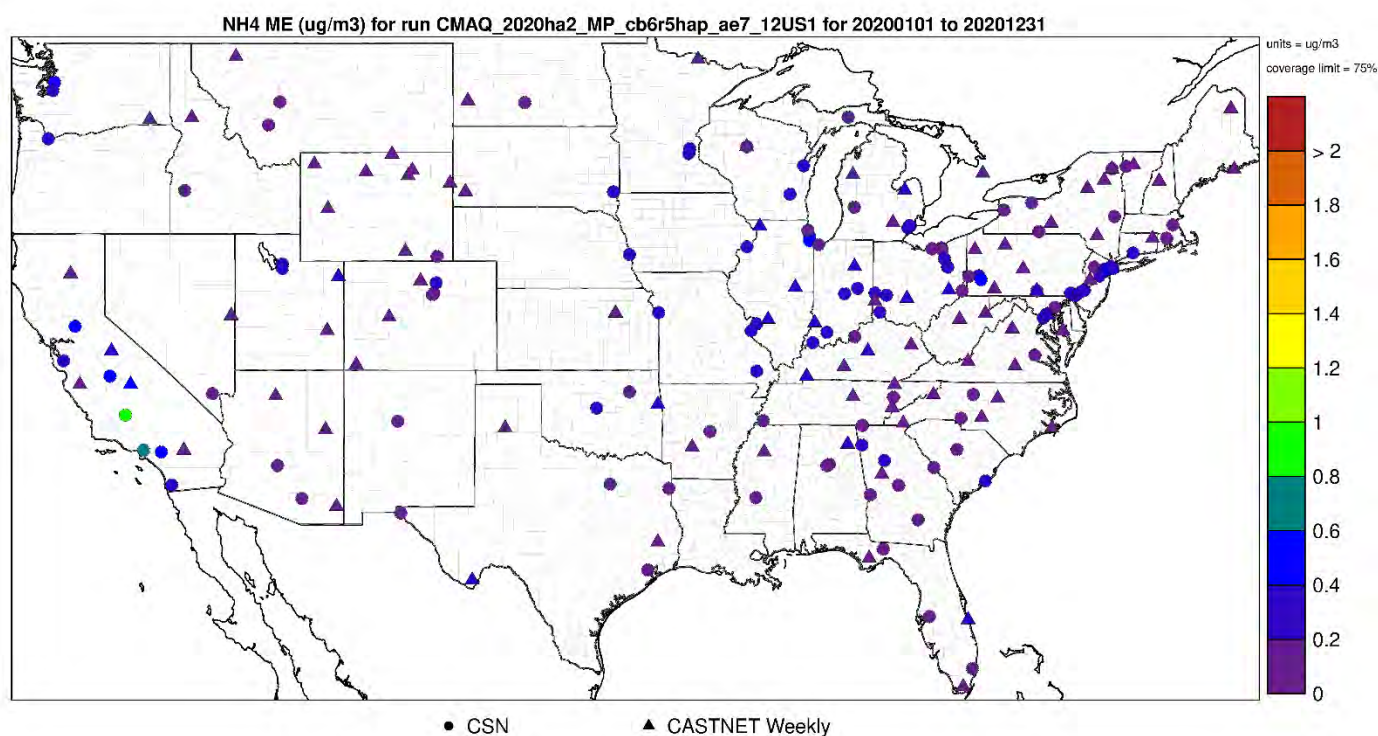 NH4 ME (ug/m3) for run CMAQ_2020ha2_MP_cb6r5hap_ae7_12US1 for 20200101 to 20201231
units = ug/m3
coverage limit = 75%
> 2
1.8
1.6
1.4
1.2
1
0.8
0.6
0.4
0.2
0
CSN
CASTNET Weekly